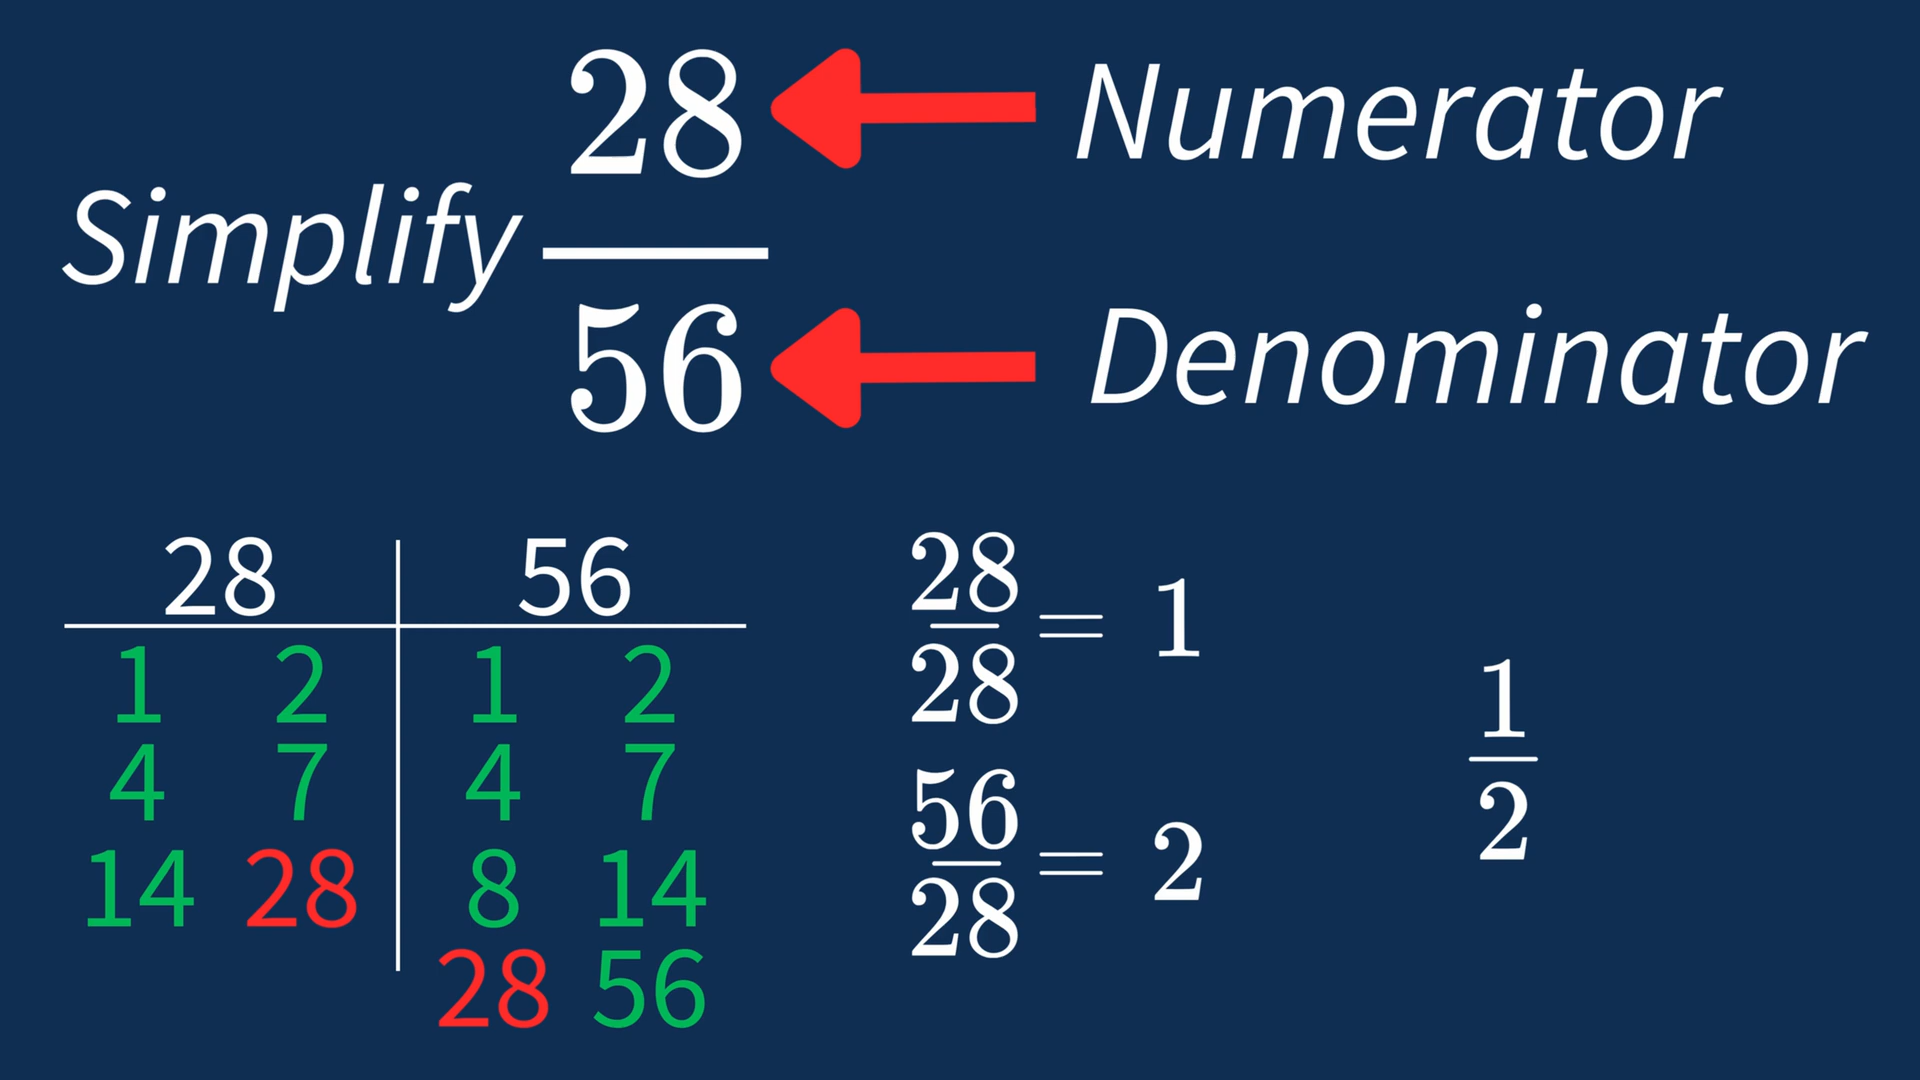 28 Numerator
Simplify
56 Denominator
28 56
1 2 1 2
4 7 4 7
14 28 8 14
28 56
28
28
= 1
56
28
= 2
1
2